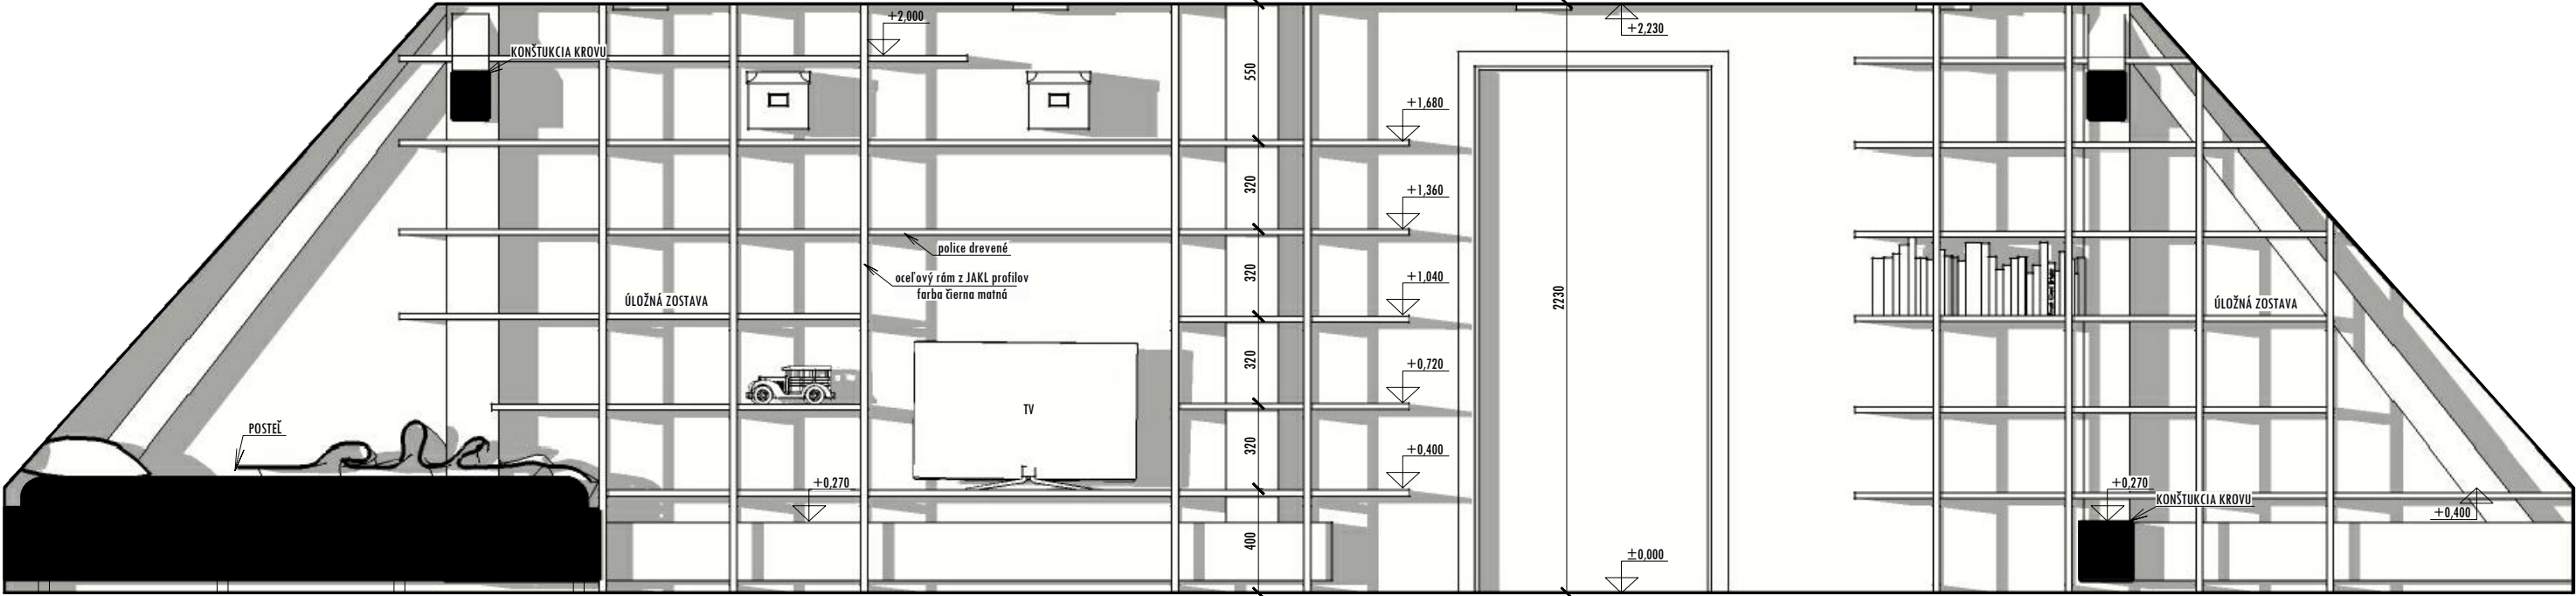 +2,000
+2,230
KONŠTUKCIA KROVU
550
+1,680
320
+1,360
police drevené
oceľový rám z JAKL profilov
farba čierna matná
320
+1,040
ÚLOŽNÁ ZOSTAVA
2230
ÚLOŽNÁ ZOSTAVA
320
+0,720
TV
POSTEĽ
320
+0,400
+0,270
+0,270
KONŠTUKCIA KROVU
+0,400
400
±0,000